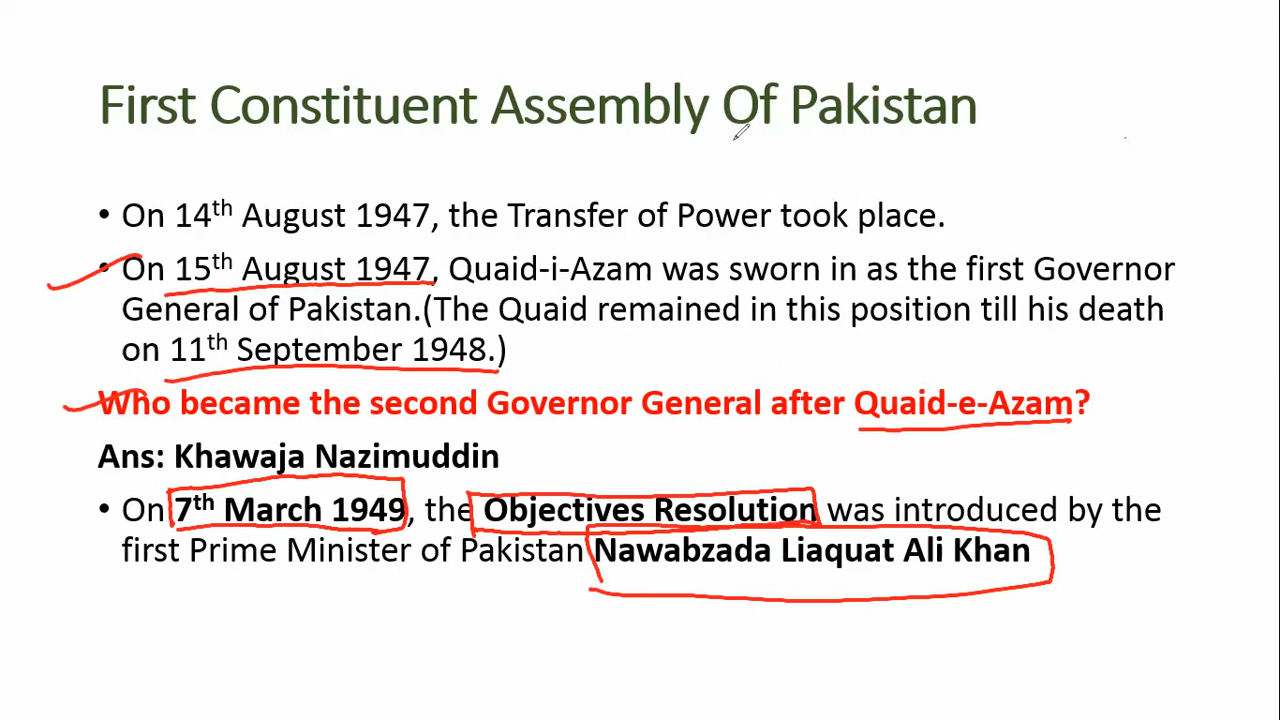 First Constituent Assembly Of Pakistan
• On 14th August 1947, the Transfer of Power took place.
• On 15th August 1947, Quaid-i-Azam was sworn in as the first Governor
General of Pakistan.(The Quaid remained in this position till his death
on 11th September 1948.)
Who became the second Governor General after Quaid-e-Azam?
Ans: Khawaja Nazimuddin
• On 7th March 1949, the Objectives Resolution was introduced by the
first Prime Minister of Pakistan Nawabzada Liaquat Ali Khan